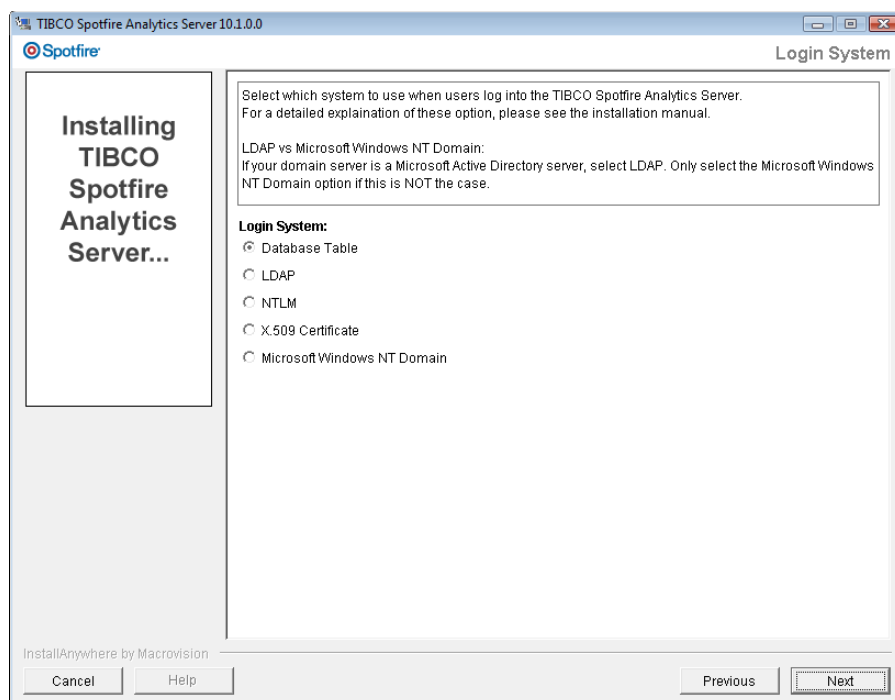 TIBCO Spotfire Analytics Server 10.1.0.0
Spotfire
Login System
Installing
TIBCO
Spotfire
Analytics
Server...
Select which system to use when users log into the TIBCO Spotfire Analytics Server.
For a detailed explaination of these option, please see the installation manual.
LDAP vs Microsoft Windows NT Domain:
If your domain server is a Microsoft Active Directory server, select LDAP. Only select the Microsoft Windows
NT Domain option if this is NOT the case.
Login System:
Database Table
LDAP
NTLM
X.509 Certificate
Microsoft Windows NT Domain
InstallAnywhere by Macrovision
Cancel
Help
Previous
Next